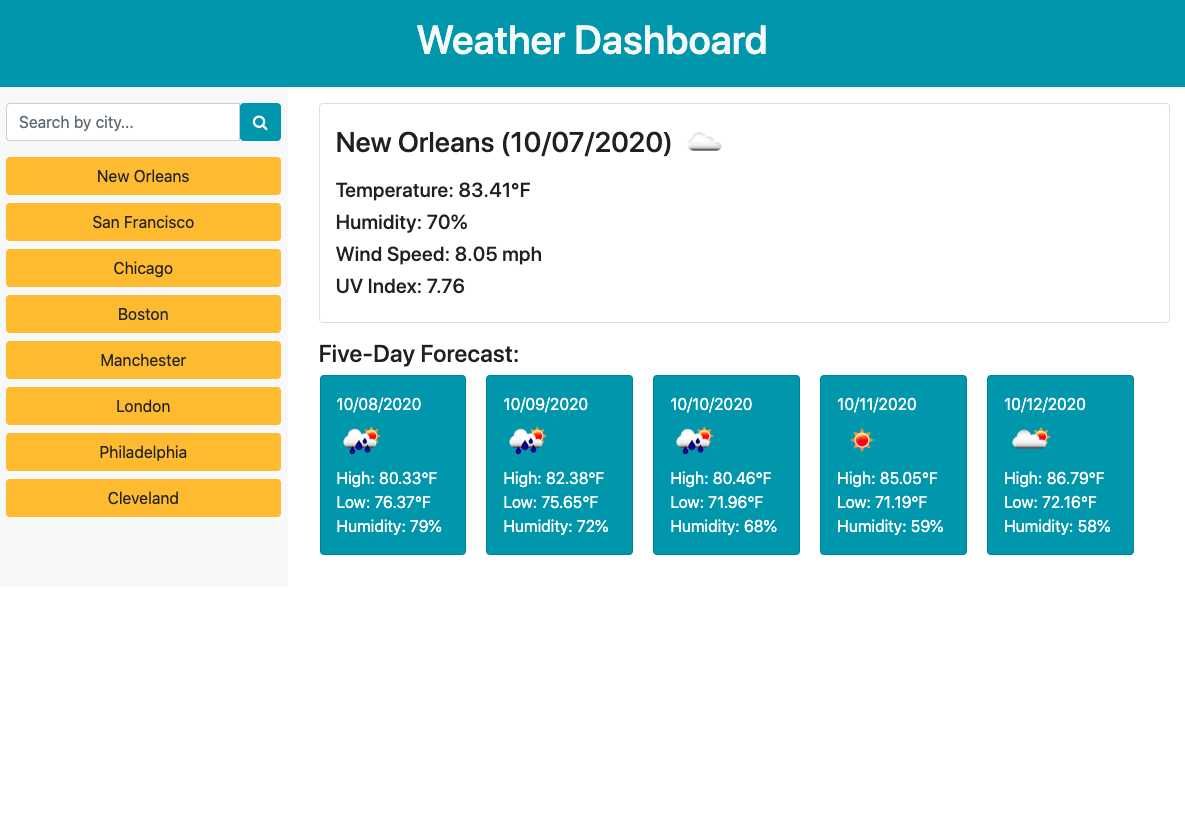 Weather Dashboard
Search by city...
New Orleans
San Francisco
Chicago
Boston
Manchester
London
Philadelphia
Cleveland
New Orleans (10/07/2020)
Temperature: 83.41°F
Humidity: 70%
Wind Speed: 8.05 mph
UV Index: 7.76
Five-Day Forecast:
10/08/2020
High: 80.33°F
Low: 76.37°F
Humidity: 79%
10/09/2020
High: 82.38°F
Low: 75.65°F
Humidity: 72%
10/10/2020
High: 80.46°F
Low: 71.96°F
Humidity: 68%
10/11/2020
High: 85.05°F
Low: 71.19°F
Humidity: 59%
10/12/2020
High: 86.79°F
Low: 72.16°F
Humidity: 58%